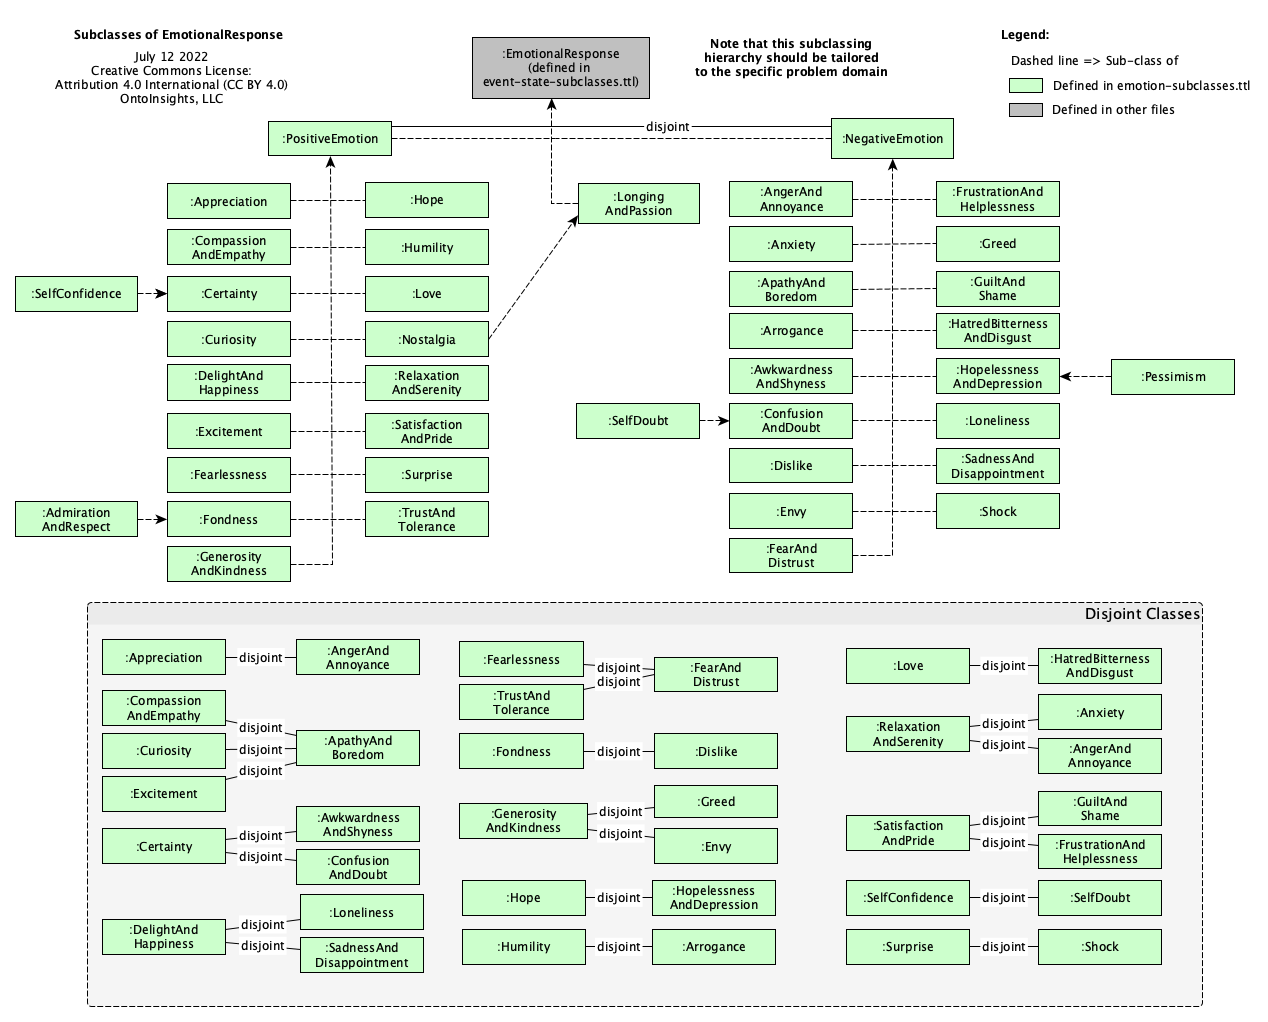 Subclasses of EmotionalResponse
July 12 2022
Creative Commons License:
Attribution 4.0 International (CC BY 4.0)
OntoInsights, LLC
:EmotionalResponse
(defined in
event-state-subclasses.ttl)
Note that this subclassing
hierarchy should be tailored
to the specific problem domain
Legend:
Dashed line => Sub-class of
Defined in emotion-subclasses.ttl
Defined in other files
:PositiveEmotion
disjoint
:NegativeEmotion
:Appreciation
:Hope
:Compassion
AndEmpathy
:Humility
:SelfConfidence
:Certainty
:Love
:Curiosity
:Nostalgia
:DelightAnd
Happiness
:Relaxation
AndSerenity
:Excitement
:Satisfaction
AndPride
:Fearlessness
:Surprise
:Admiration
AndRespect
:Fondness
:TrustAnd
Tolerance
:Generosity
AndKindness
:Longing
AndPassion
:AngerAnd
Annoyance
:FrustrationAnd
Helplessness
:Anxiety
:Greed
:ApathyAnd
Boredom
:GuiltAnd
Shame
:Arrogance
:HatredBitterness
AndDisgust
:Awkwardness
AndShyness
:Hopelessness
AndDepression
:Pessimism
:SelfDoubt
:Confusion
AndDoubt
:Loneliness
:Dislike
:SadnessAnd
Disappointment
:Envy
:Shock
:FearAnd
Distrust
Disjoint Classes
:Appreciation
disjoint
:AngerAnd
Annoyance
:Compassion
AndEmpathy
disjoint
:Curiosity
disjoint
:ApathyAnd
Boredom
disjoint
:Excitement
:Certainty
disjoint
disjoint
:Awkwardness
AndShyness
:Confusion
AndDoubt
:DelightAnd
Happiness
disjoint
disjoint
:Loneliness
:SadnessAnd
Disappointment
:Fearlessness
disjoint
disjoint
:TrustAnd
Tolerance
:FearAnd
Distrust
:Fondness
disjoint
:Dislike
:Generosity
AndKindness
disjoint
disjoint
:Greed
:Envy
:Hope
disjoint
:Hopelessness
AndDepression
:Humility
disjoint
:Arrogance
:Love
disjoint
:HatredBitterness
AndDisgust
:Relaxation
AndSerenity
disjoint
disjoint
:Anxiety
:AngerAnd
Annoyance
:Satisfaction
AndPride
disjoint
disjoint
:GuiltAnd
Shame
:FrustrationAnd
Helplessness
:SelfConfidence
disjoint
:SelfDoubt
:Surprise
disjoint
:Shock